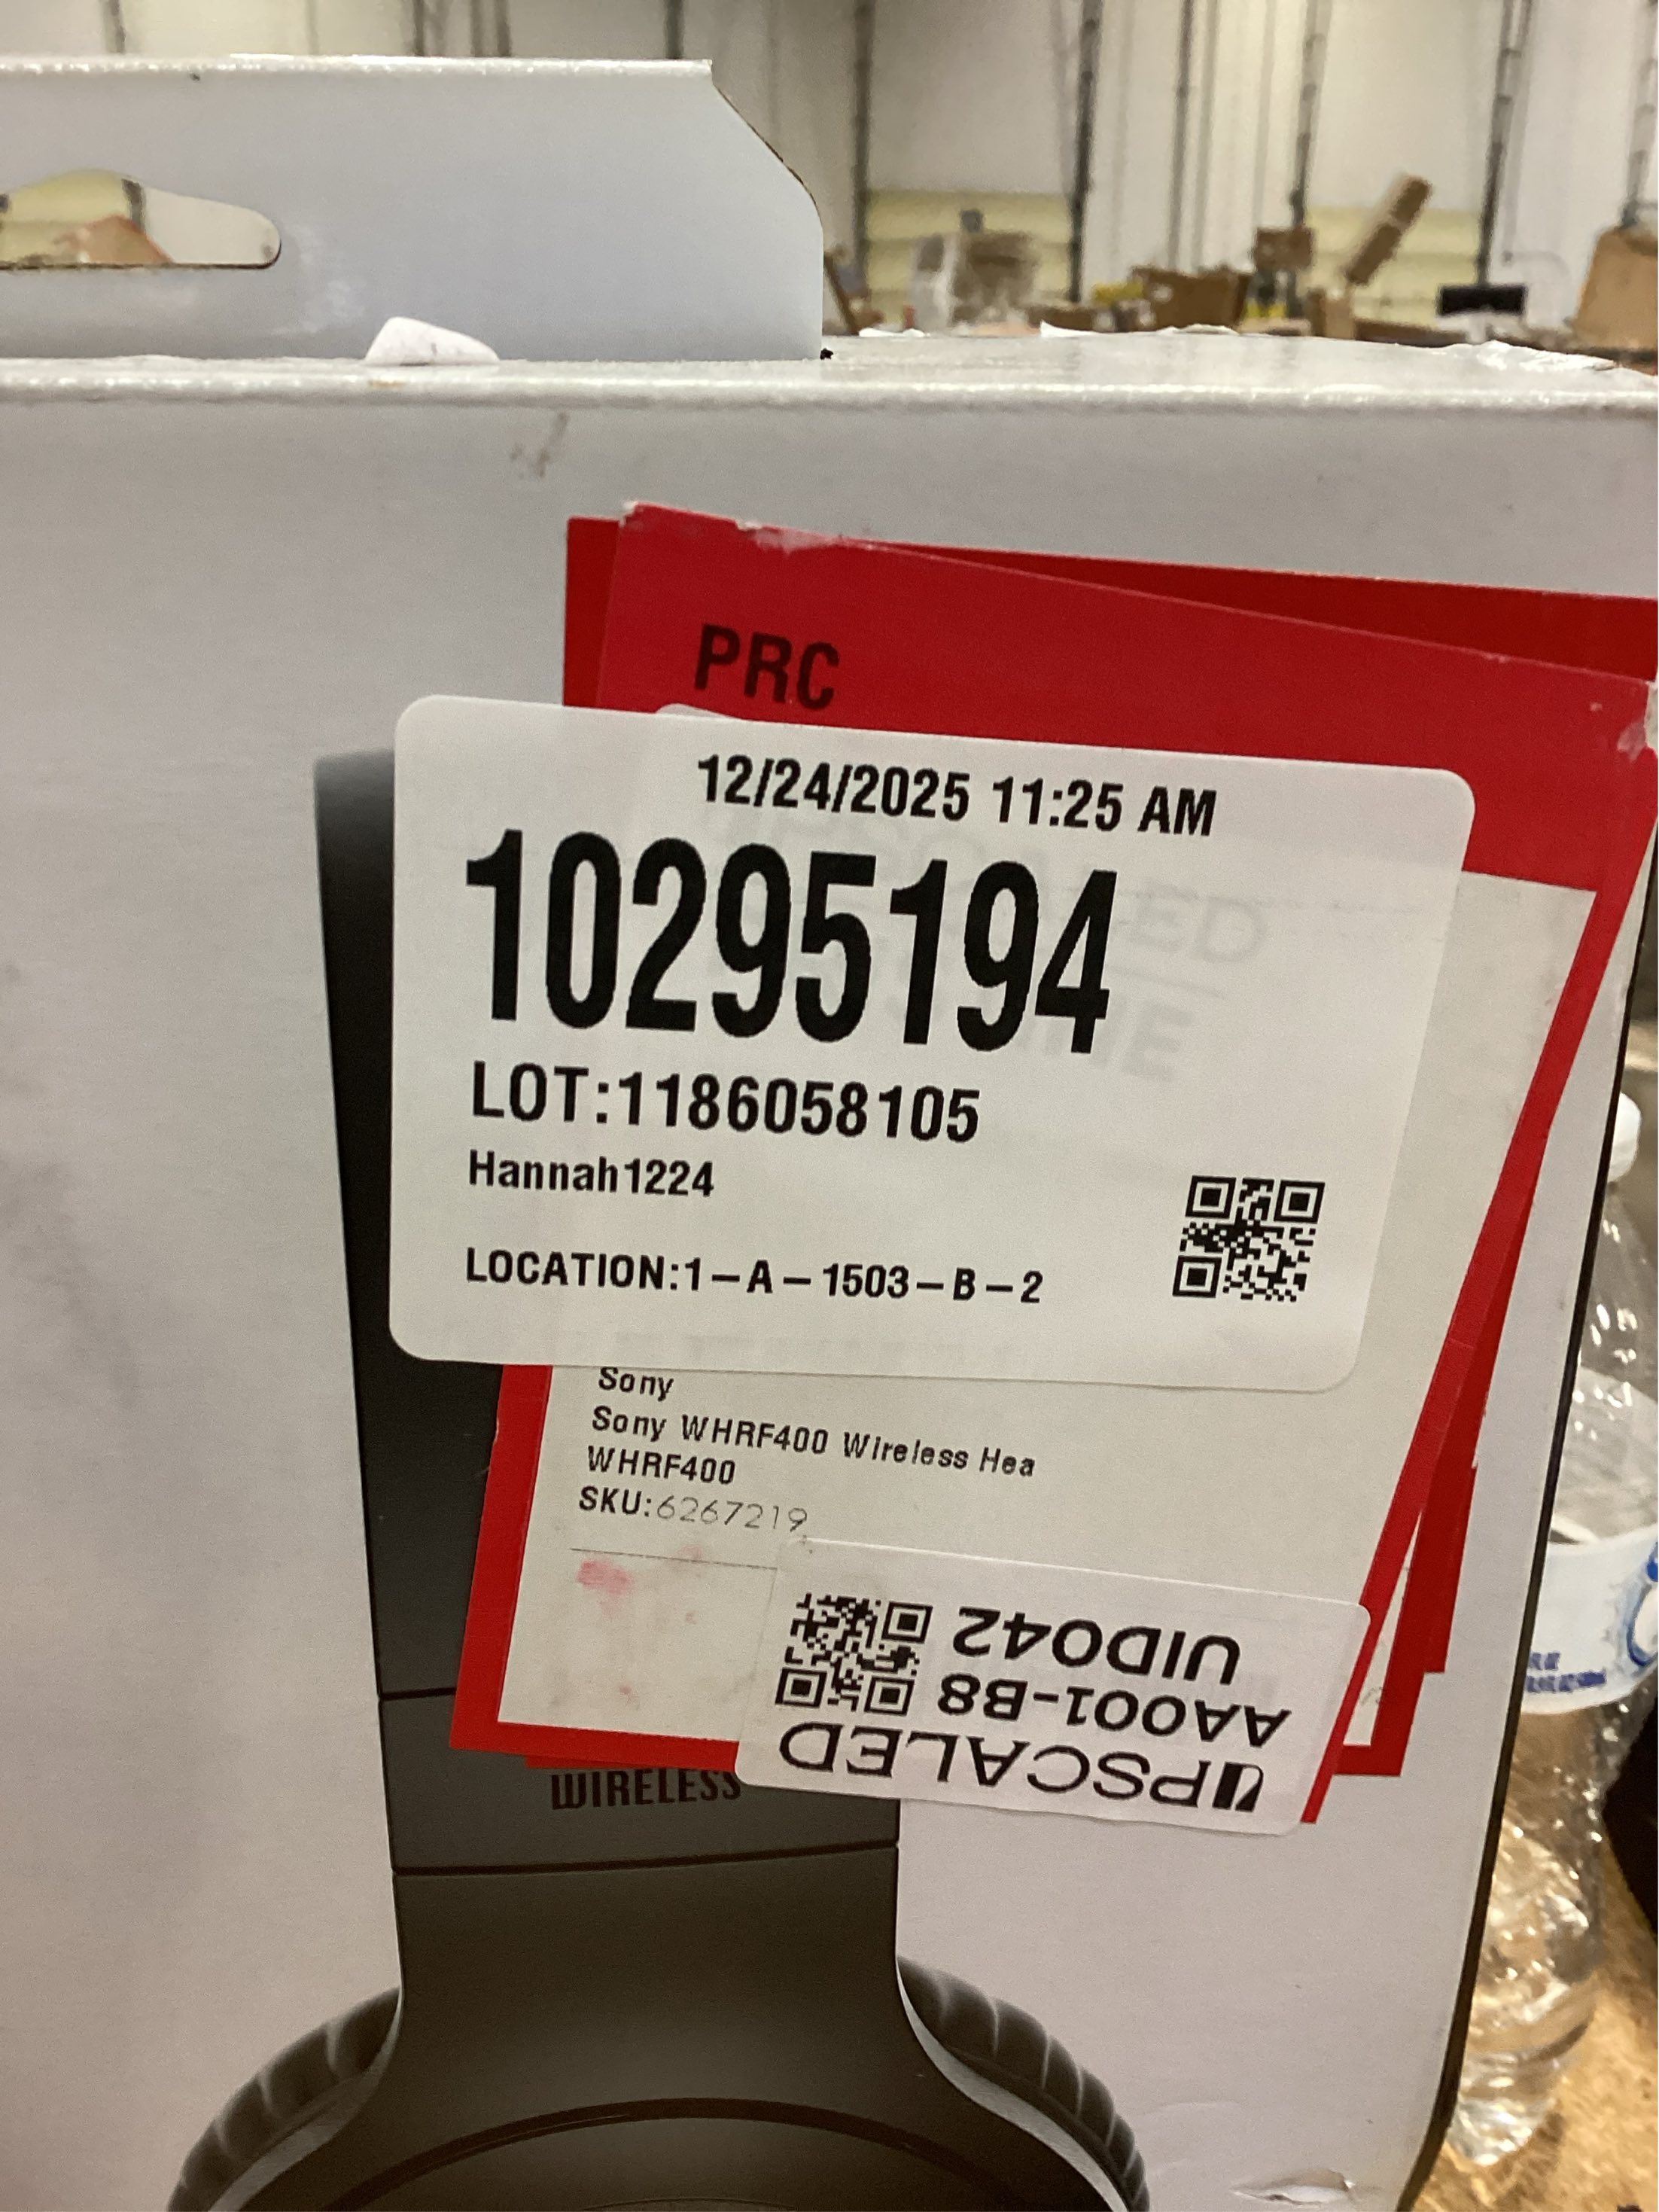 PRC
12/24/2025 11:25 AM
10295194
LOT:1186058105
Hannah1224
LOCATION:1-A-1503-B-2
Sony
Sony WHRF400 Wireless Hea
WHRF400
SKU:6267219
UPSCALED
AA001-B8
UID042
WIRELESS